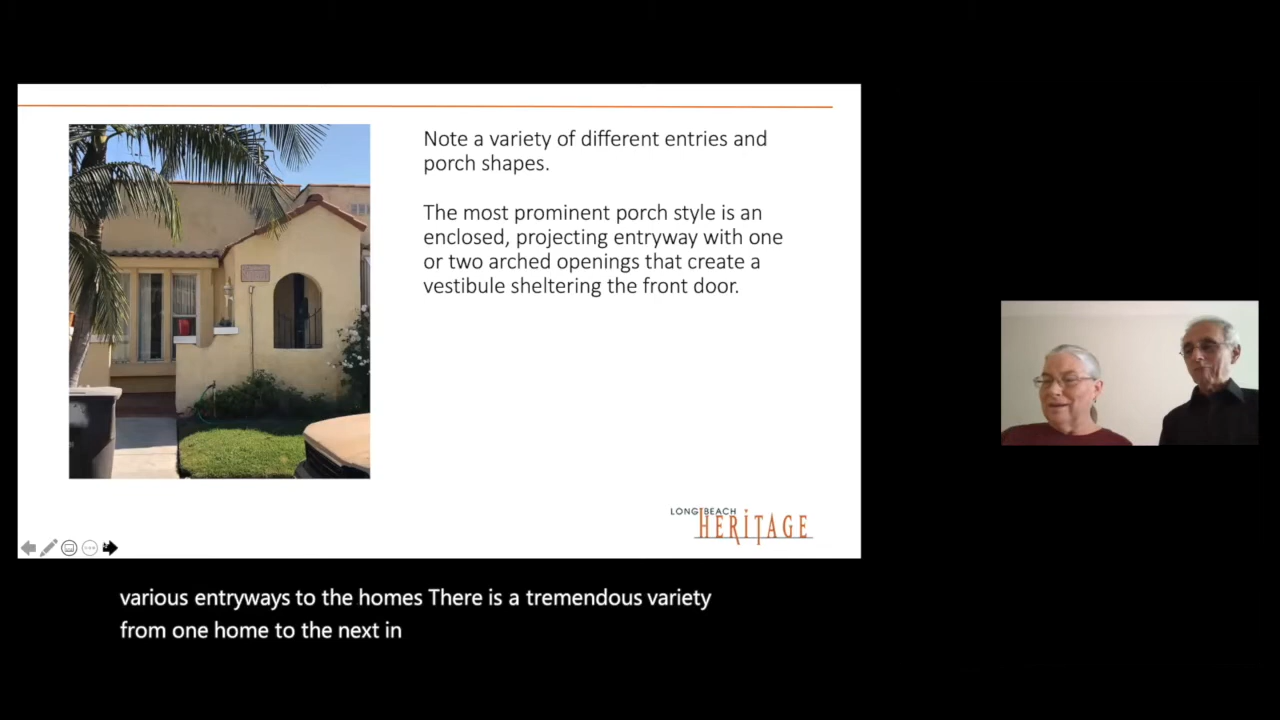 Note a variety of different entries and
porch shapes.
The most prominent porch style is an
enclosed, projecting entryway with one
or two arched openings that create a
vestibule sheltering the front door.
LONG BEACH
HERITAGE
various entryways to the homes There is a tremendous variety
from one home to the next in